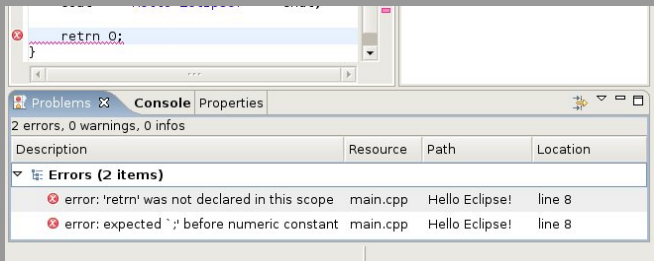 retrn 0;
}
Problems Console Properties
2 errors, 0 warnings, 0 infos
Description Resource Path Location
Errors (2 items)
error: 'retrn' was not declared in this scope main.cpp Hello Eclipse! line 8
error: expected `;' before numeric constant main.cpp Hello Eclipse! line 8